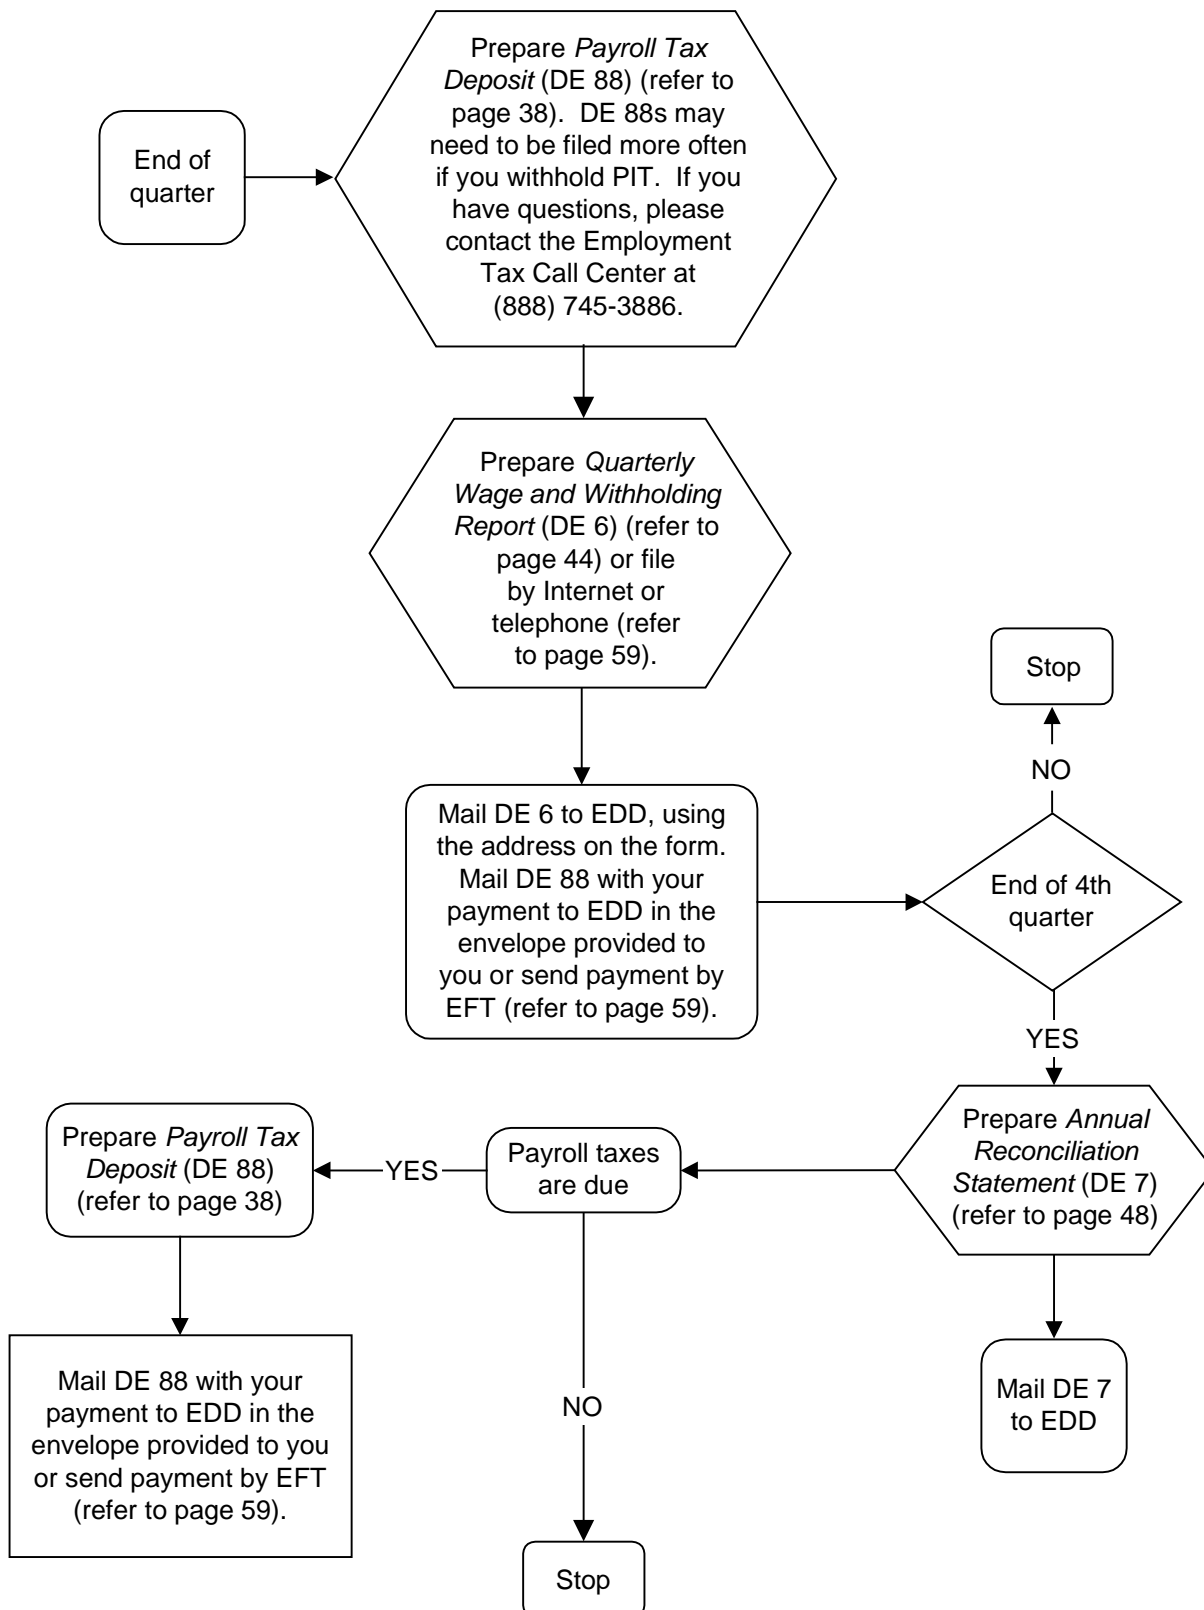 End of
quarter
Prepare Payroll Tax
Deposit (DE 88) (refer to
page 38).  DE 88s may
need to be filed more often
if you withhold PIT.  If you
have questions, please
contact the Employment
Tax Call Center at
(888) 745-3886.
Prepare Quarterly
Wage and Withholding
Report (DE 6) (refer to
page 44) or file
by Internet or
telephone (refer
to page 59).
Mail DE 6 to EDD, using
the address on the form.
Mail DE 88 with your
payment to EDD in the
envelope provided to
you or send payment by
EFT (refer to page 59).
Stop
NO
End of 4th
quarter
YES
Prepare Annual
Reconciliation
Statement (DE 7)
(refer to page 48)
Mail DE 7
to EDD
Payroll taxes
are due
YES
Prepare Payroll Tax
Deposit (DE 88)
(refer to page 38)
Mail DE 88 with your
payment to EDD in the
envelope provided to you
or send payment by EFT
(refer to page 59).
NO
Stop